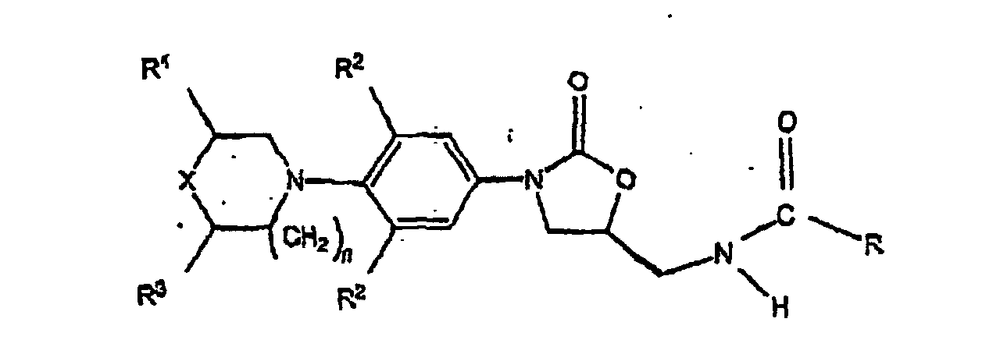 R¹ R² O O
X N N O C R
(CH₂)n N
R³ R² H